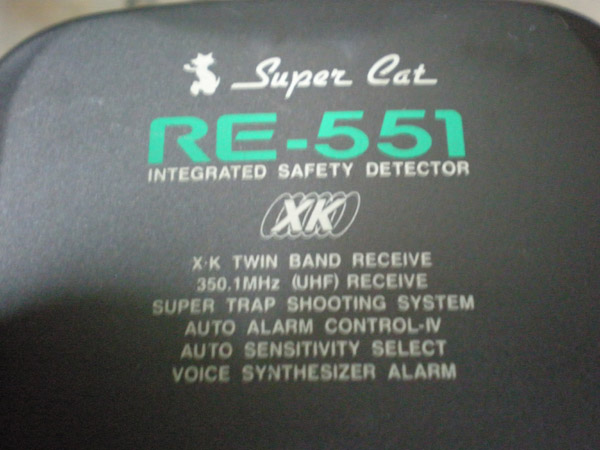 Super Cat
RE-551
INTEGRATED SAFETY DETECTOR
XK
X·K TWIN BAND RECEIVE
350.1MHz (UHF) RECEIVE
SUPER TRAP SHOOTING SYSTEM
AUTO ALARM CONTROL-IV
AUTO SENSITIVITY SELECT
VOICE SYNTHESIZER ALARM